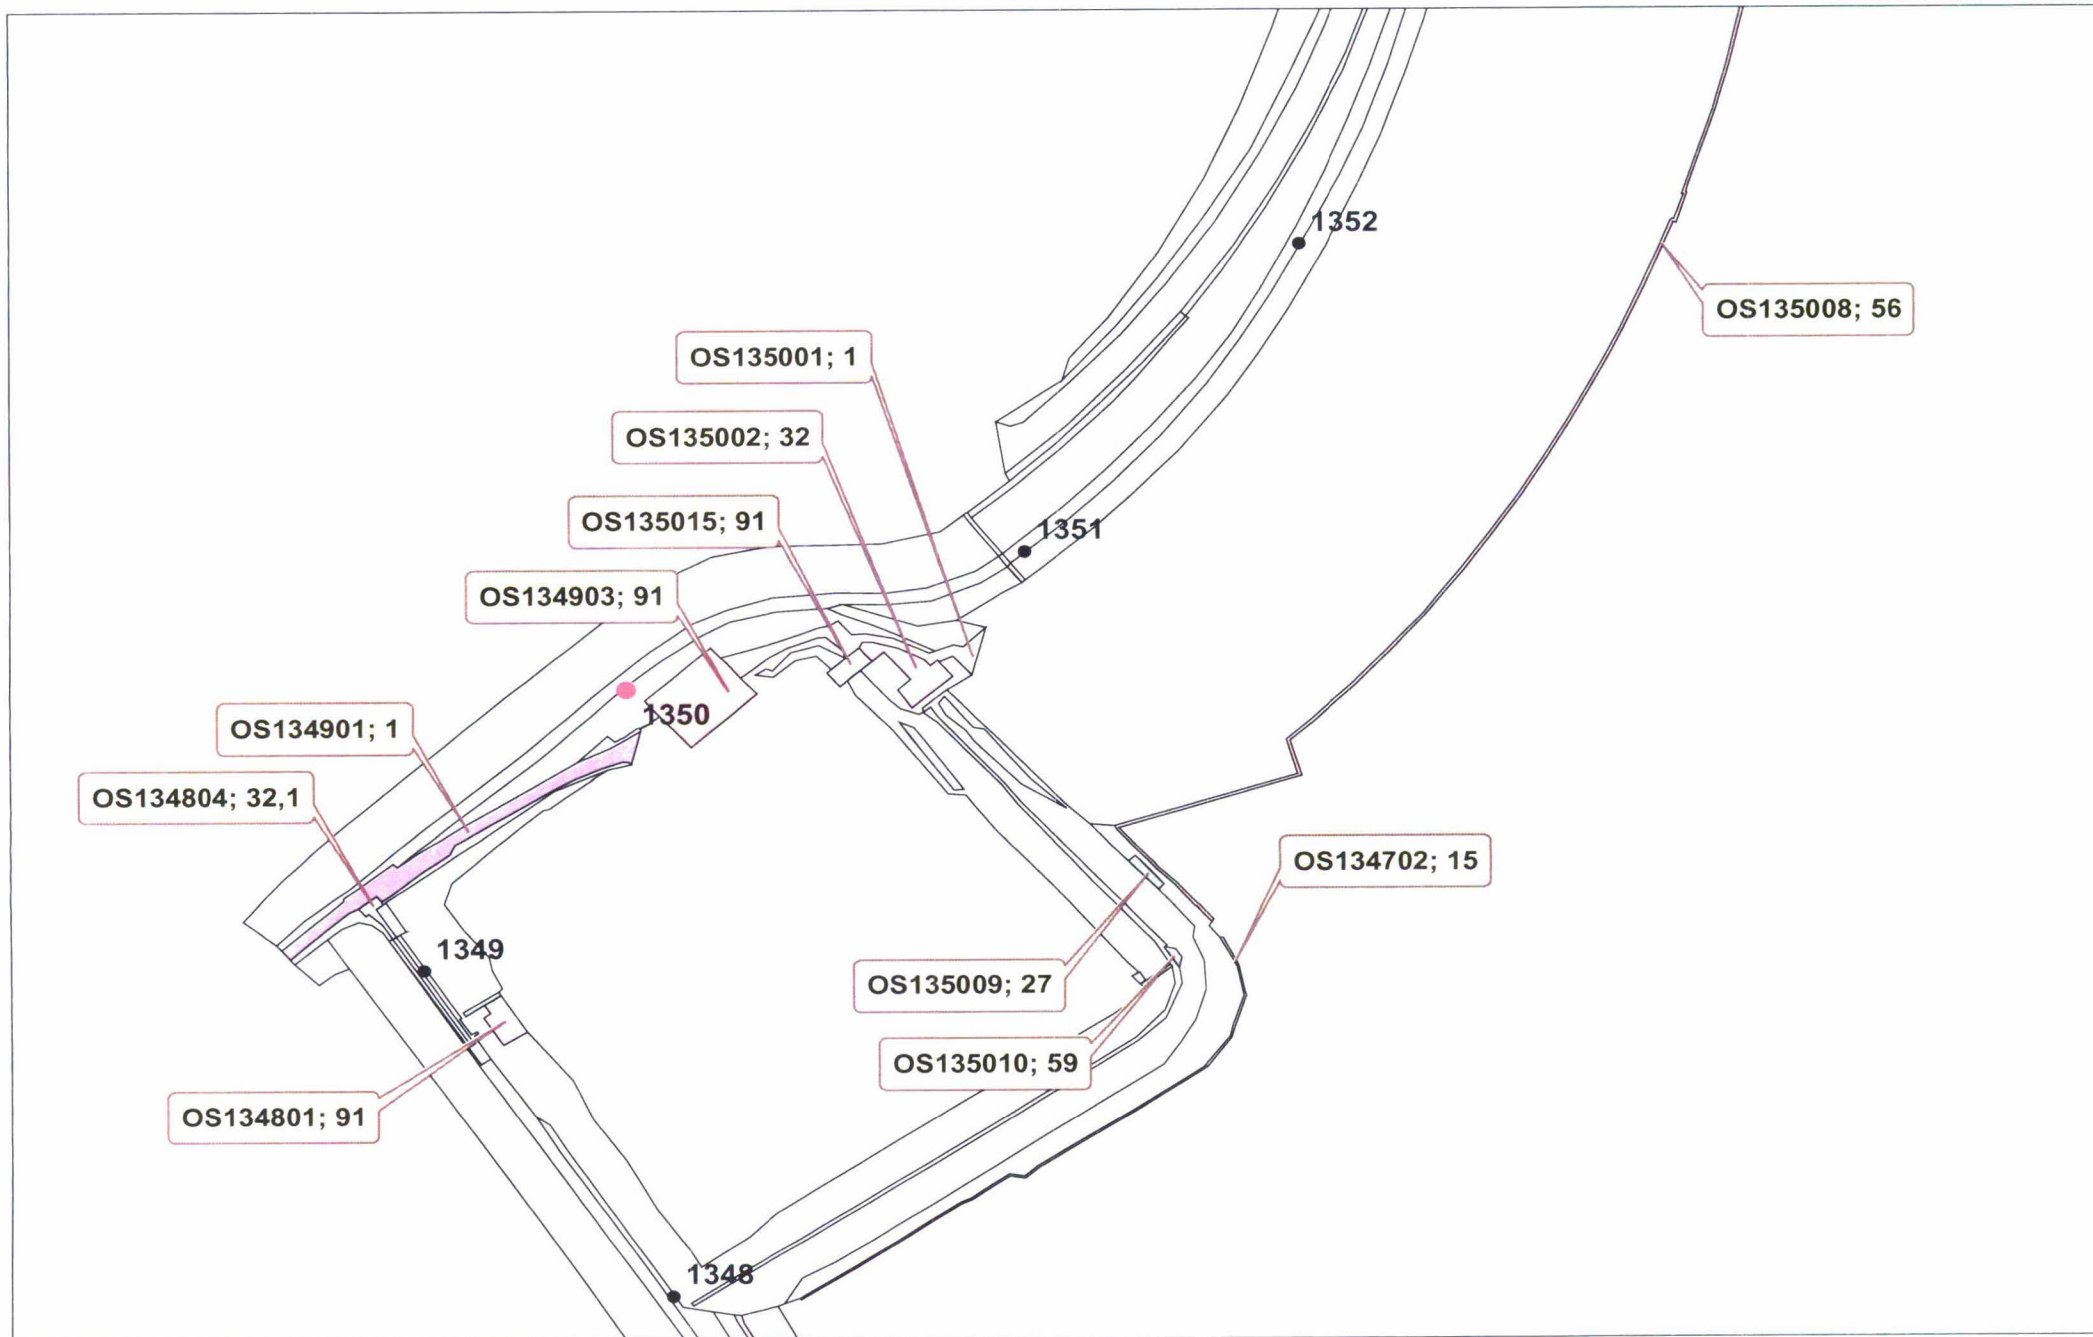 1352
OS135008; 56
OS135001; 1
OS135002; 32
OS135015; 91
1351
OS134903; 91
1350
OS134901; 1
OS134804; 32,1
OS134702; 15
1349
OS135009; 27
OS135010; 59
OS134801; 91
1348